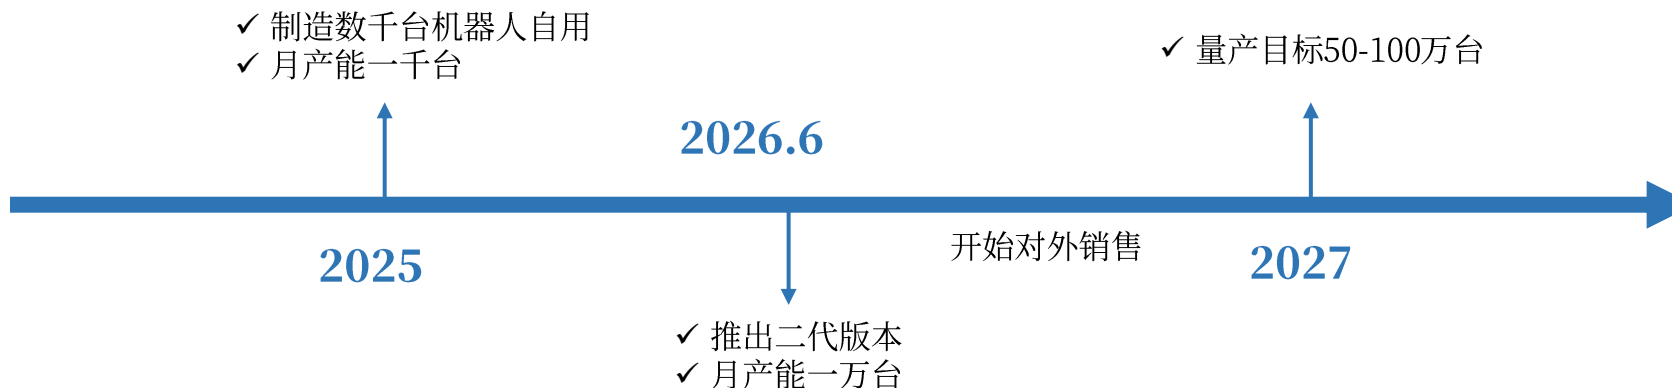 ✓ 制造数千台机器人自用
✓ 月产能一千台
✓ 量产目标50-100万台
2026.6
2025
开始对外销售
2027
✓ 推出二代版本
✓ 月产能一万台